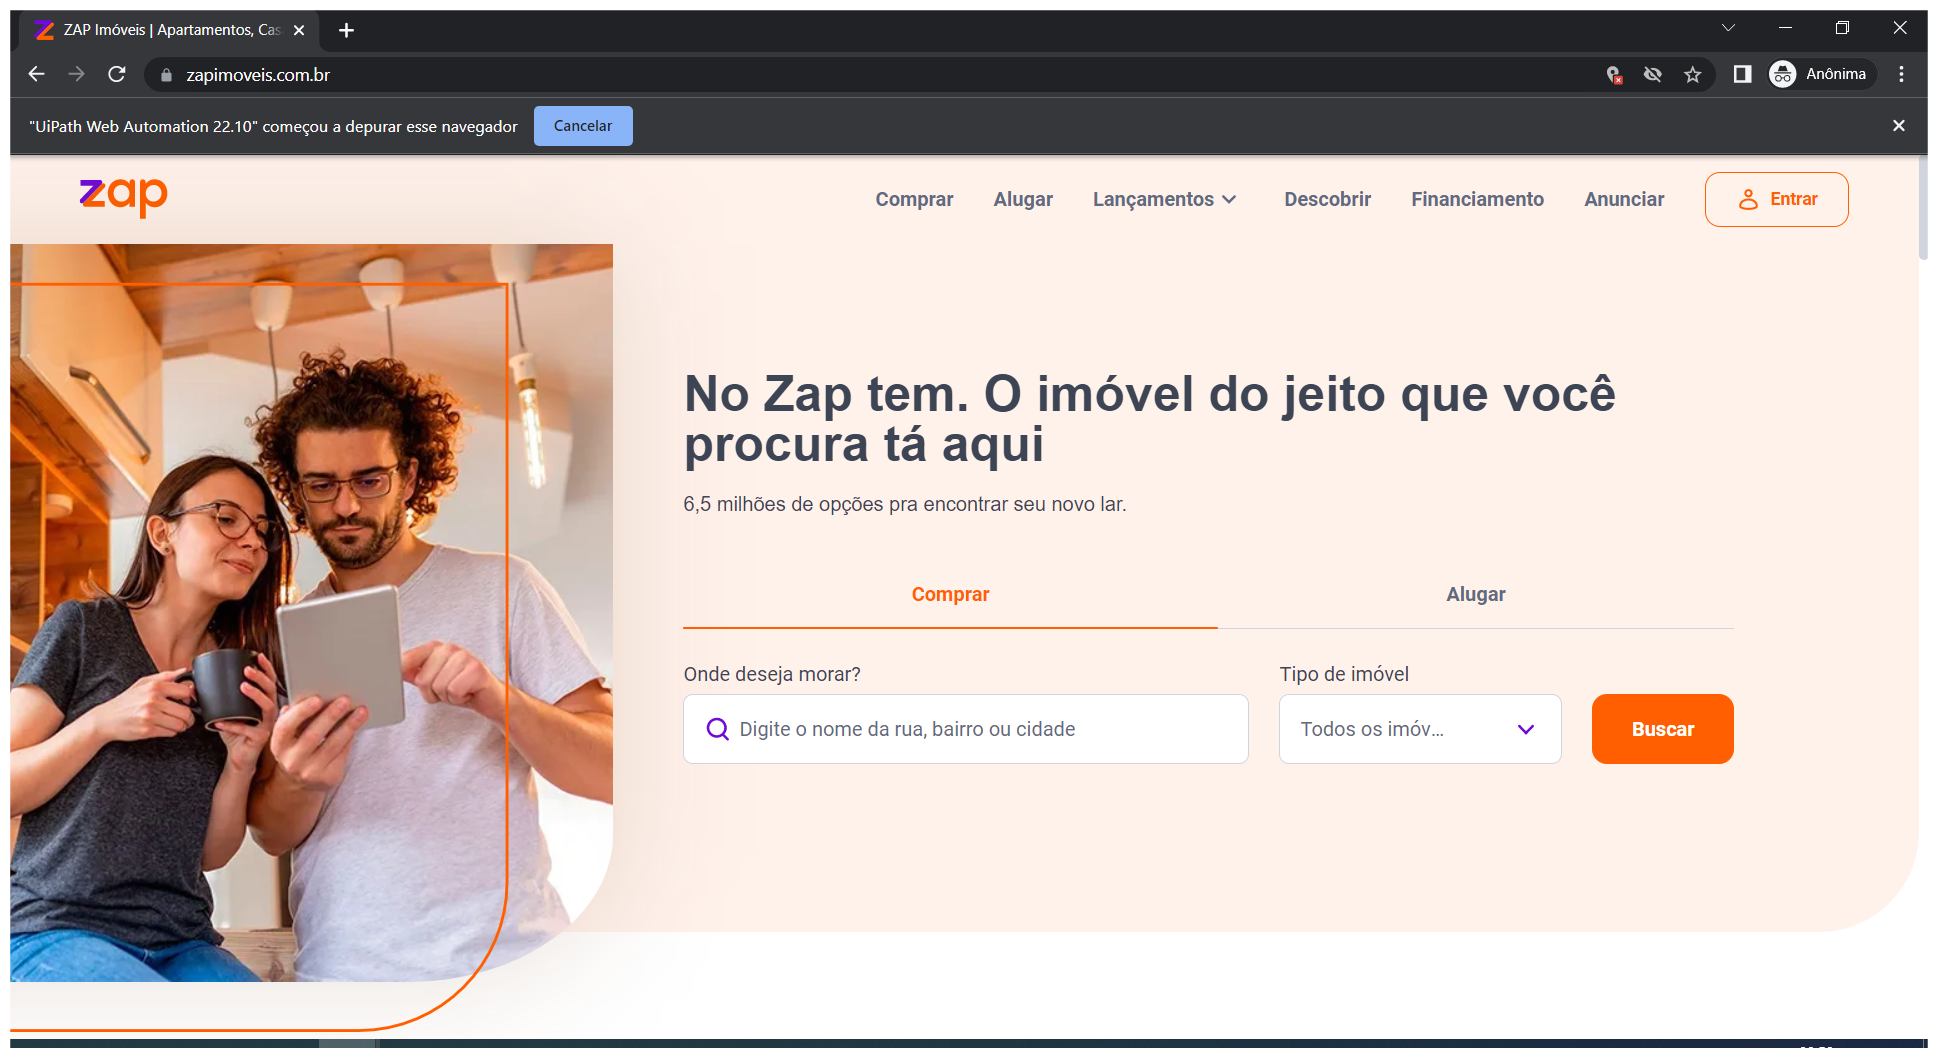 ZAP Imóveis | Apartamentos, Cas
zapimoveis.com.br
Anônima
"UiPath Web Automation 22.10" começou a depurar esse navegador
Cancelar
zap
Comprar
Alugar
Lançamentos
Descobrir
Financiamento
Anunciar
Entrar
No Zap tem. O imóvel do jeito que você
procura tá aqui
6,5 milhões de opções pra encontrar seu novo lar.
Comprar
Alugar
Onde deseja morar?
Tipo de imóvel
Digite o nome da rua, bairro ou cidade
Todos os imóv...
Buscar